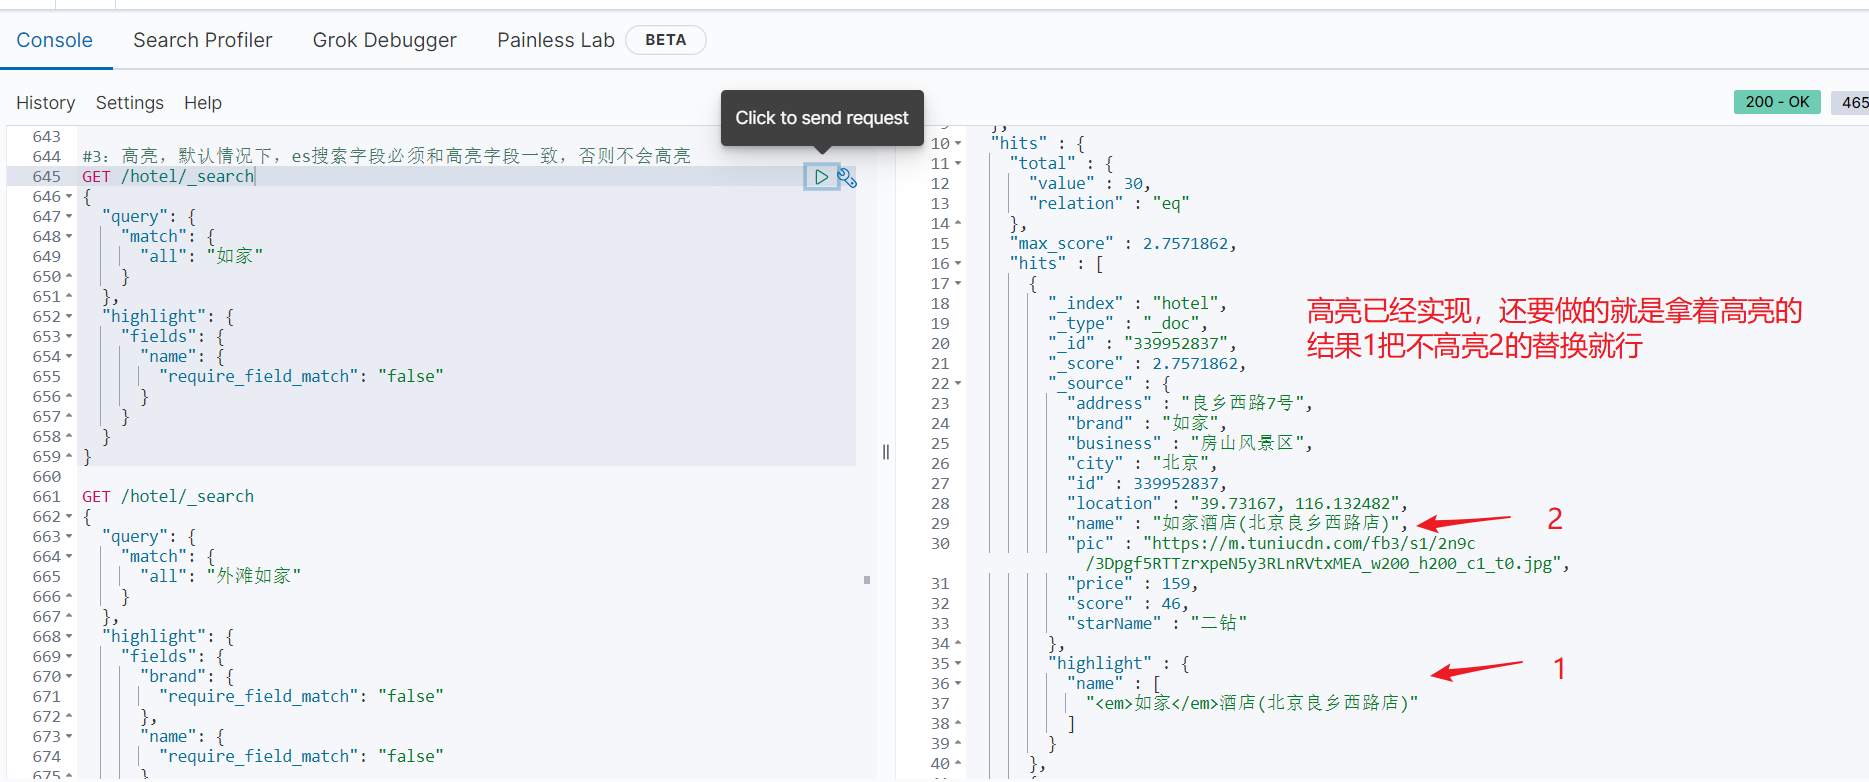 Console Search Profiler Grok Debugger Painless Lab BETA
History Settings Help
Click to send request
200 - OK 465
643
644 #3：高亮，默认情况下，es搜索字段必须和高亮字段一致，否则不会高亮
645 GET /hotel/_search
646 {
647 "query": {
648 "match": {
649 "all": "如家"
650 }
651 },
652 "highlight": {
653 "fields": {
654 "name": {
655 "require_field_match": "false"
656 }
657 }
658 }
659 }
660
661 GET /hotel/_search
662 {
663 "query": {
664 "match": {
665 "all": "外滩如家"
666 }
667 },
668 "highlight": {
669 "fields": {
670 "brand": {
671 "require_field_match": "false"
672 },
673 "name": {
674 "require_field_match": "false"
675 }
9 },
10 "hits" : {
11 "total" : {
12 "value" : 30,
13 "relation" : "eq"
14 },
15 "max_score" : 2.7571862,
16 "hits" : [
17 {
18 "_index" : "hotel",
19 "_type" : "_doc",
20 "_id" : "339952837",
21 "_score" : 2.7571862,
22 "_source" : {
23 "address" : "良乡西路7号",
24 "brand" : "如家",
25 "business" : "房山风景区",
26 "city" : "北京",
27 "id" : 339952837,
28 "location" : "39.73167, 116.132482",
29 "name" : "如家酒店(北京良乡西路店)",
30 "pic" : "https://m.tuniucdn.com/fb3/s1/2n9c
/3Dpgf5RTTzrxpeN5y3RLnRVtxMEA_w200_h200_c1_t0.jpg",
31 "price" : 159,
32 "score" : 46,
33 "starName" : "二钻"
34 },
35 "highlight" : {
36 "name" : [
37 "<em>如家</em>酒店(北京良乡西路店)"
38 ]
39 }
40 },
高亮已经实现，还要做的就是拿着高亮的
结果1把不高亮2的替换就行
2
1